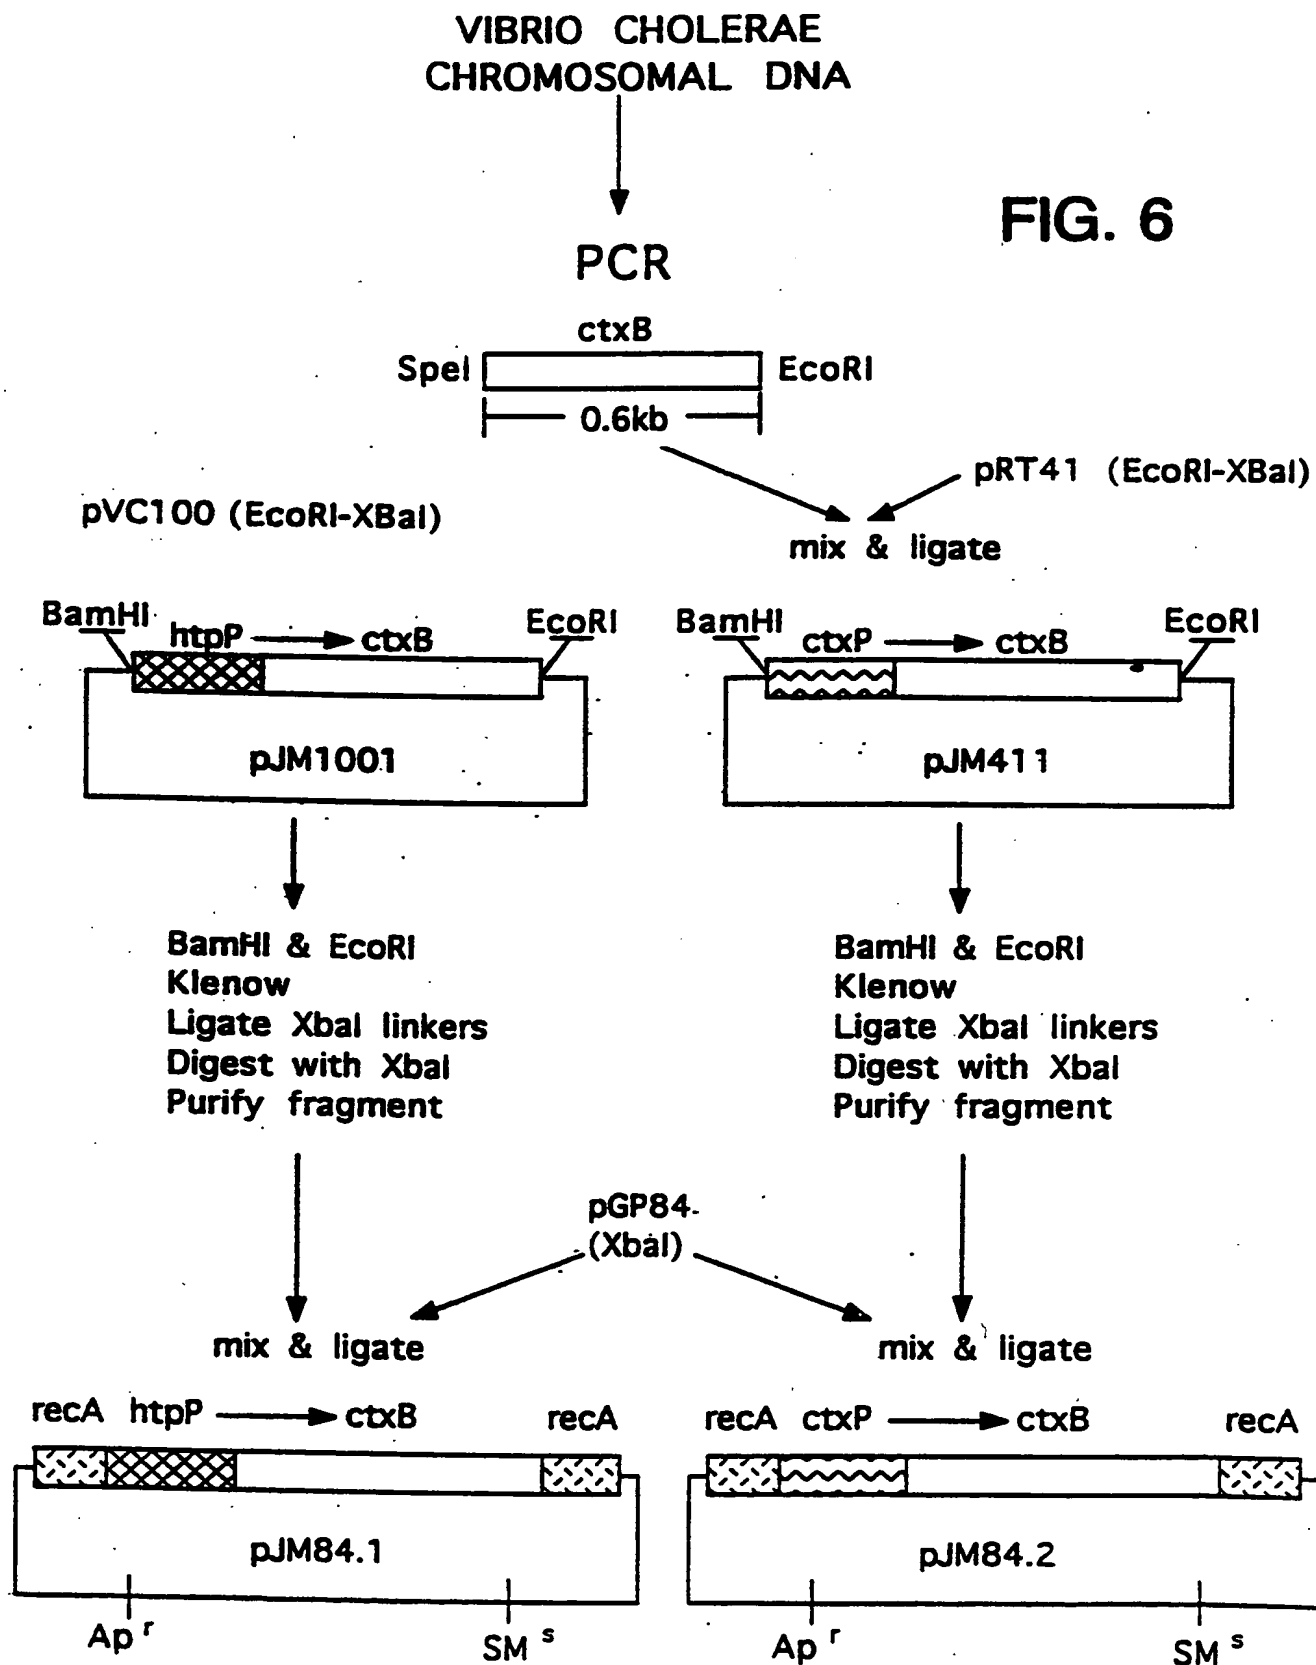 VIBRIO CHOLERAE
CHROMOSOMAL DNA
FIG. 6
PCR
ctxB
SpeI
EcoRI
0.6kb
pRT41 (EcoRI-XBaI)
pVC100 (EcoRI-XBaI)
mix & ligate
BamHI
htpP
ctxB
EcoRI
BamHI
ctxP
ctxB
EcoRI
pJM1001
pJM411
BamHI & EcoRI
Klenow
Ligate XbaI linkers
Digest with XbaI
Purify fragment
BamHI & EcoRI
Klenow
Ligate XbaI linkers
Digest with XbaI
Purify fragment
pGP84
(XbaI)
mix & ligate
mix & ligate
recA htpP
ctxB
recA
recA ctxP
ctxB
recA
pJM84.1
pJM84.2
Ap r
SM s
Ap r
SM s